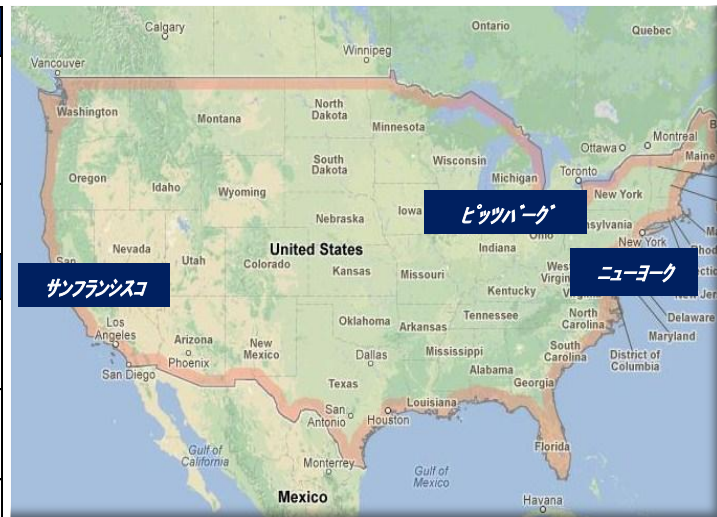 Calgary
Ontario
Quebec
Winnipeg
Vancouver
Washington
Montana
North
Dakota
Minnesota
Ottawa
Montreal
Maine
Oregon
Idaho
Wyoming
South
Dakota
Wisconsin
Michigan
Toronto
New York
ピッツバーグ
Nebraska
Iowa
Nevada
Utah
Colorado
United States
Kansas
Missouri
Indiana
New York
サンフランシスコ
ニューヨーク
Kentucky
Los
Angeles
Arizona
Phoenix
New
Mexico
Oklahoma
Arkansas
Tennessee
North
Carolina
Delaware
Maryland
San Diego
Dallas
Mississippi
South
Carolina
District of
Columbia
Texas
Alabama
Georgia
San
Antonio
Houston
Louisiana
Florida
Gulf of
California
Monterrey
Gulf of
Mexico
Mexico
Havana